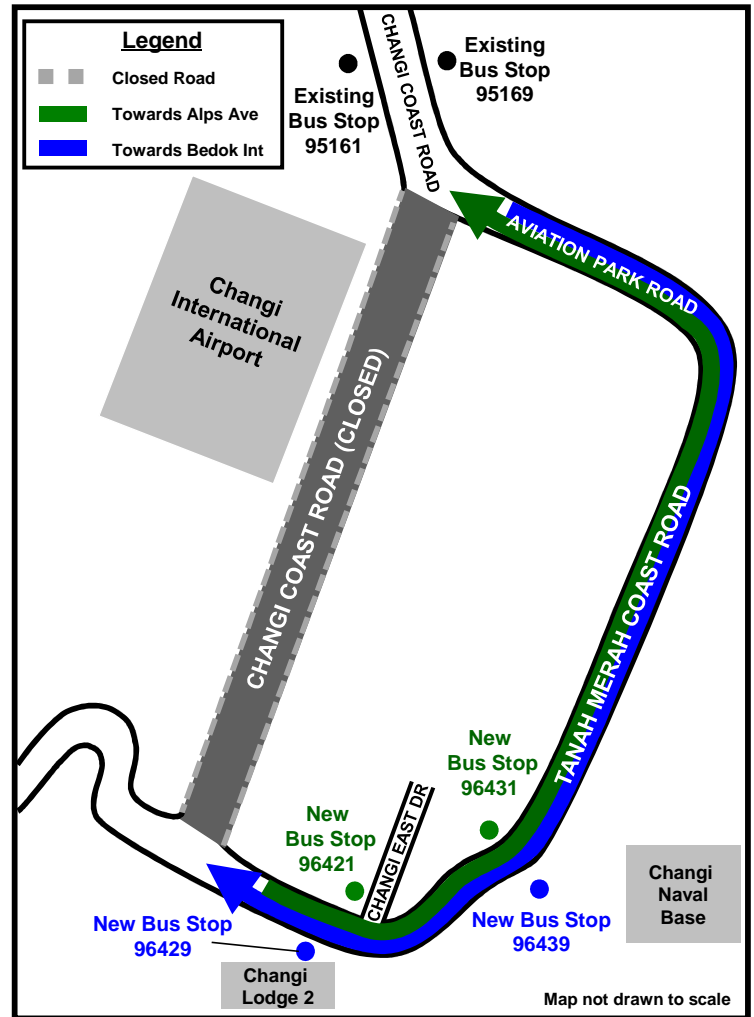 Legend
Closed Road
Towards Alps Ave
Towards Bedok Int
CHANGI COAST ROAD
Existing
Bus Stop
95161
Existing
Bus Stop
95169
AVIATION PARK ROAD
Changi
International
Airport
CHANGI COAST ROAD (CLOSED)
TANAH MERAH COAST ROAD
New
Bus Stop
96431
CHANGI EAST DR
New
Bus Stop
96421
New Bus Stop
96429
New Bus Stop
96439
Changi
Naval
Base
Changi
Lodge 2
Map not drawn to scale